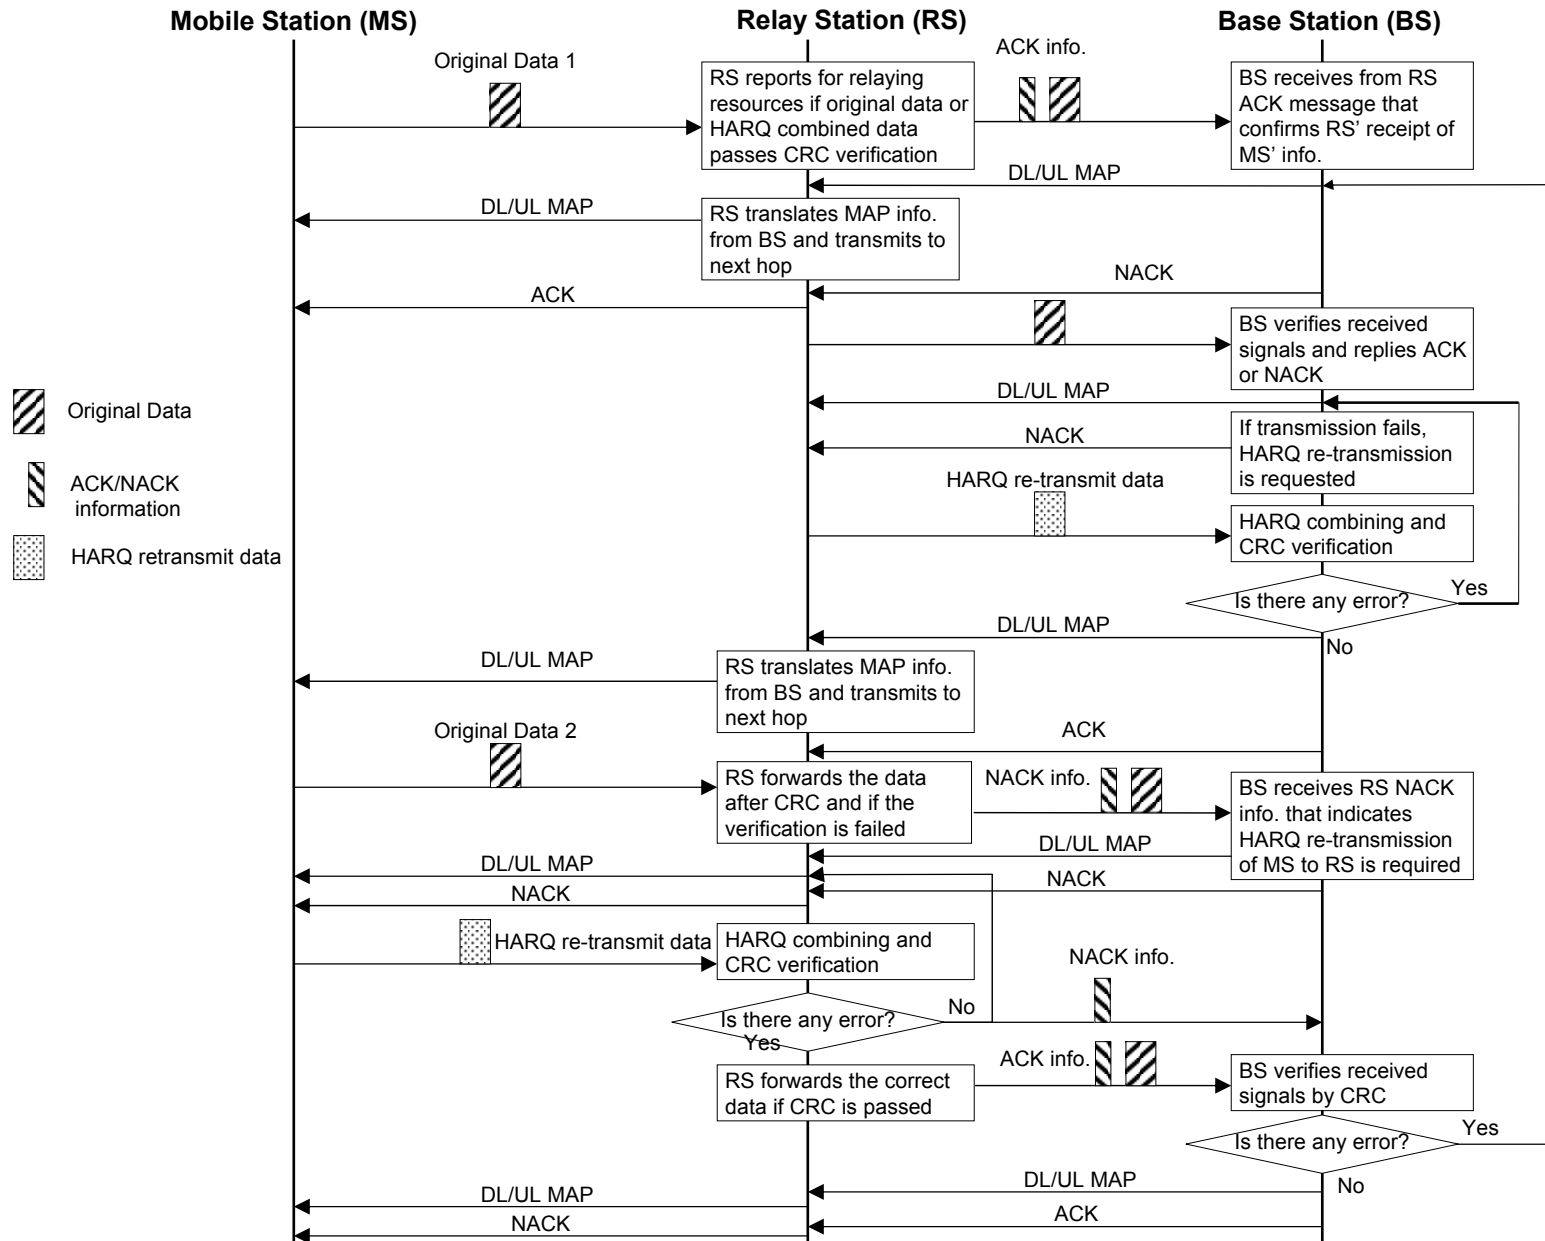 Mobile Station (MS)
Relay Station (RS)
Base Station (BS)
Original Data 1
ACK info.
RS reports for relaying
resources if original data or
HARQ combined data
passes CRC verification
BS receives from RS
ACK message that
confirms RS' receipt of
MS' info.
DL/UL MAP
DL/UL MAP
RS translates MAP info.
from BS and transmits to
next hop
NACK
ACK
BS verifies received
signals and replies ACK
or NACK
Original Data
ACK/NACK
information
HARQ retransmit data
DL/UL MAP
NACK
If transmission fails,
HARQ re-transmission
is requested
HARQ re-transmit data
HARQ combining and
CRC verification
Is there any error?
Yes
No
DL/UL MAP
DL/UL MAP
RS translates MAP info.
from BS and transmits to
next hop
Original Data 2
ACK
RS forwards the data
after CRC and if the
verification is failed
NACK info.
BS receives RS NACK
info. that indicates
HARQ re-transmission
of MS to RS is required
DL/UL MAP
DL/UL MAP
NACK
NACK
HARQ re-transmit data
HARQ combining and
CRC verification
NACK info.
Is there any error?
No
Yes
RS forwards the correct
data if CRC is passed
ACK info.
BS verifies received
signals by CRC
Is there any error?
Yes
No
DL/UL MAP
DL/UL MAP
ACK
NACK